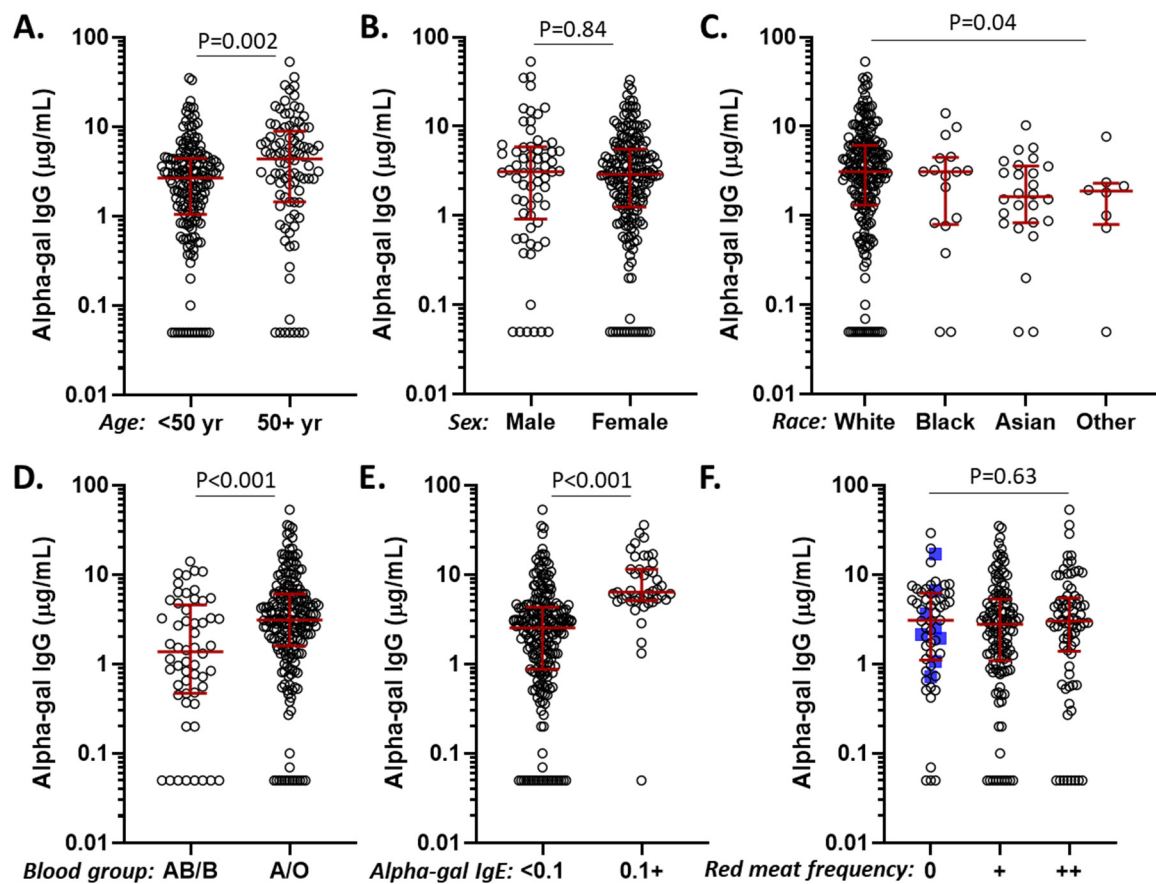 A.
P=0.002
Alpha-gal IgG (µg/mL)
100
10
1
0.1
0.01
Age: <50 yr 50+ yr
B.
P=0.84
Alpha-gal IgG (µg/mL)
100
10
1
0.1
0.01
Sex: Male Female
C.
P=0.04
Alpha-gal IgG (µg/mL)
100
10
1
0.1
0.01
Race: White Black Asian Other
D.
P<0.001
Alpha-gal IgG (µg/mL)
100
10
1
0.1
0.01
Blood group: AB/B A/O
E.
P<0.001
Alpha-gal IgG (µg/mL)
100
10
1
0.1
0.01
Alpha-gal IgE: <0.1 0.1+
F.
P=0.63
Alpha-gal IgG (µg/mL)
100
10
1
0.1
0.01
Red meat frequency: 0 + ++